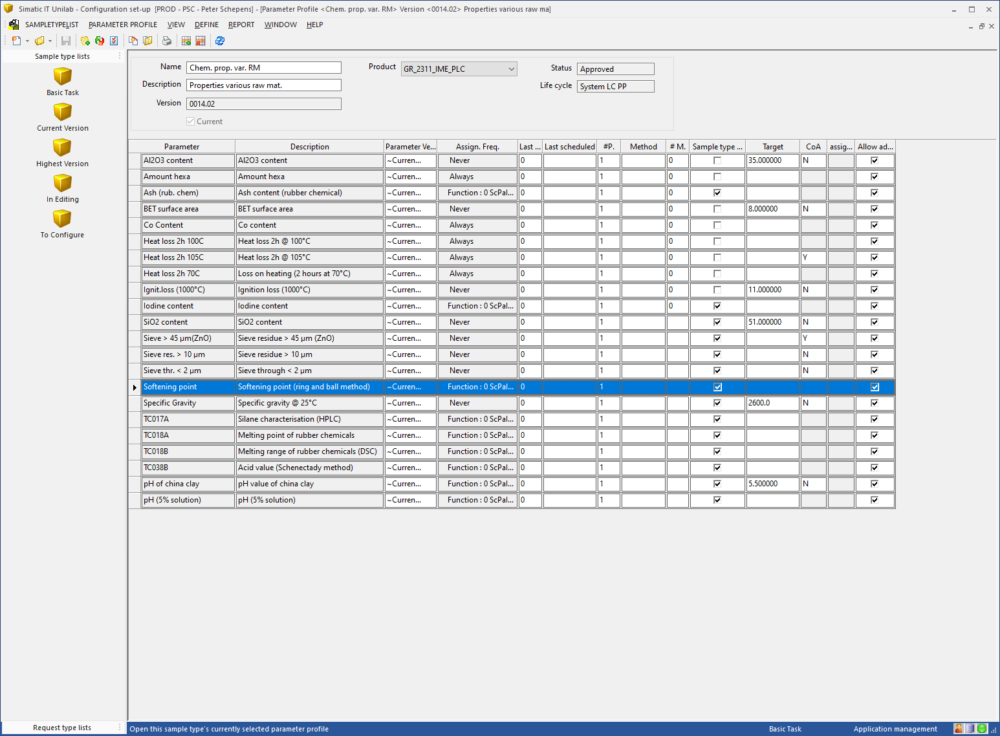 Simatic IT Unilab - Configuration set-up [PROD - PSC - Peter Schepens] - [Parameter Profile <Chem. prop. var. RM> Version <0014.02> Properties various raw ma]
SAMPLETYPELIST PARAMETER PROFILE VIEW DEFINE REPORT WINDOW HELP
Sample type lists
Basic Task
Current Version
Highest Version
In Editing
To Configure
Request type lists
Name Chem. prop. var. RM Product GR_2311_IME_PLC Status Approved
Description Properties various raw mat. Life cycle System LC PP
Version 0014.02
Current
Parameter Description Parameter Ve... Assign. Freq. Last ... Last scheduled #P. Method # M. Sample type ... Target CoA assig... Allow ad...
Al2O3 content Al2O3 content ~Curren... Never 0 1 0 35.000000 N
Amount hexa Amount hexa ~Curren... Always 0 1 0
Ash (rub. chem) Ash content (rubber chemical) ~Curren... Function : 0 ScPal... 0 1 0
BET surface area BET surface area ~Curren... Never 0 1 0 8.000000 N
Co Content Co content ~Curren... Always 0 1 0
Heat loss 2h 100C Heat loss 2h @ 100°C ~Curren... Always 0 1 0
Heat loss 2h 105C Heat loss 2h @ 105°C ~Curren... Always 0 1 0 Y
Heat loss 2h 70C Loss on heating (2 hours at 70°C) ~Curren... Always 0 1 0
Ignit.loss (1000°C) Ignition loss (1000°C) ~Curren... Never 0 1 0 11.000000 N
Iodine content Iodine content ~Curren... Function : 0 ScPal... 0 1 0
SiO2 content SiO2 content ~Curren... Never 0 1 51.000000 N
Sieve > 45 µm(ZnO) Sieve residue > 45 µm (ZnO) ~Curren... Never 0 1 Y
Sieve res. > 10 µm Sieve residue > 10 µm ~Curren... Never 0 1 N
Sieve thr. < 2 µm Sieve through < 2 µm ~Curren... Never 0 1 N
Softening point Softening point (ring and ball method) ~Curren... Function : 0 ScPal... 0 1
Specific Gravity Specific gravity @ 25°C ~Curren... Never 0 1 2600.0 N
TC017A Silane characterisation (HPLC) ~Curren... Function : 0 ScPal... 0 1
TC018A Melting point of rubber chemicals ~Curren... Function : 0 ScPal... 0 1
TC018B Melting range of rubber chemicals (DSC) ~Curren... Function : 0 ScPal... 0 1
TC038B Acid value (Schenectady method) ~Curren... Function : 0 ScPal... 0 1
pH of china clay pH value of china clay ~Curren... Function : 0 ScPal... 0 1 5.500000 N
pH (5% solution) pH (5% solution) ~Curren... Function : 0 ScPal... 0 1
Open this sample type's currently selected parameter profile Basic Task Application management